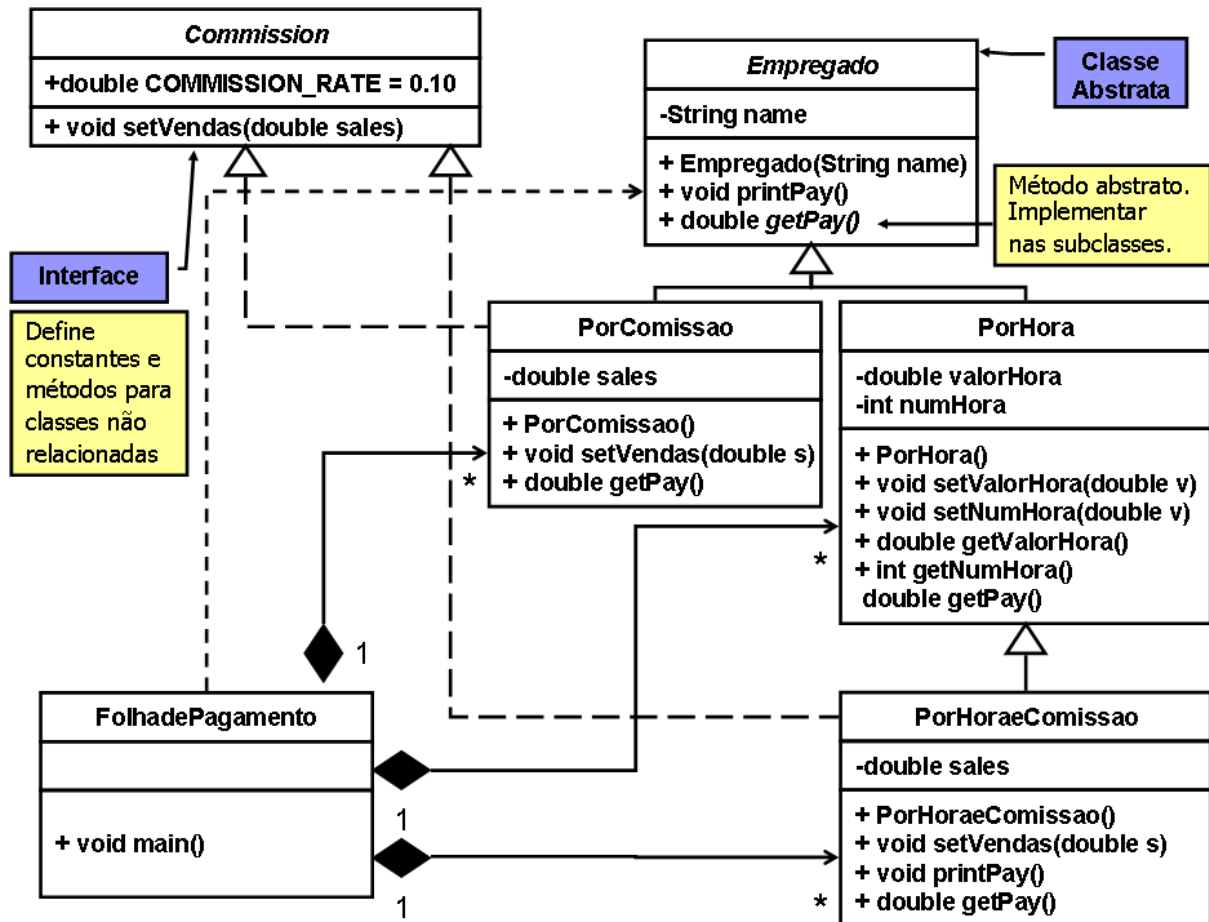 Commission
+double COMMISSION_RATE = 0.10
+ void setVendas(double sales)
Empregado
-String name
+ Empregado(String name)
+ void printPay()
+ double getPay()
Classe
Abstrata
Método abstrato.
Implementar
nas subclasses.
Interface
Define
constantes e
métodos para
classes não
relacionadas
PorComissao
-double sales
+ PorComissao()
+ void setVendas(double s)
+ double getPay()
*
PorHora
-double valorHora
-int numHora
+ PorHora()
+ void setValorHora(double v)
+ void setNumHora(double v)
+ double getValorHora()
+ int getNumHora()
double getPay()
*
1
FolhadePagamento
+ void main()
1
1
PorHoraeComissao
-double sales
+ PorHoraeComissao()
+ void setVendas(double s)
+ void printPay()
+ double getPay()
*